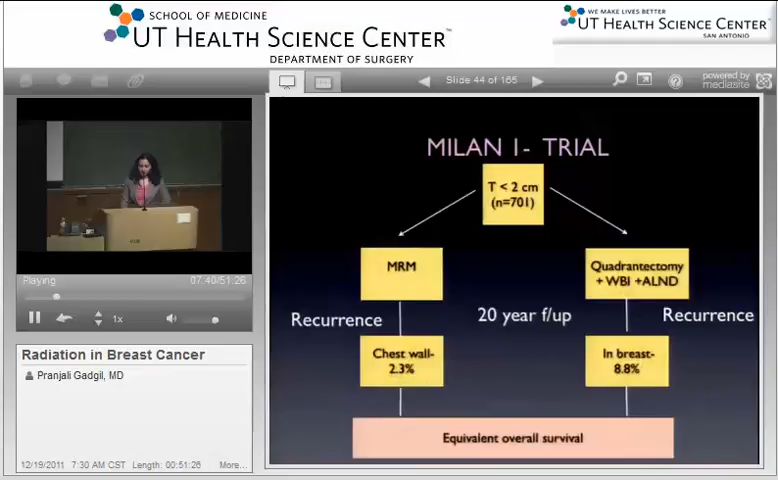 SCHOOL OF MEDICINE
UT HEALTH SCIENCE CENTER™
DEPARTMENT OF SURGERY
WE MAKE LIVES BETTER
UT HEALTH SCIENCE CENTER
SAN ANTONIO
Slide 44 of 165
powered by
mediasite
Playing
07:40/51:26
1x
Radiation in Breast Cancer
Pranjali Gadgil, MD
12/19/2011 7:30 AM CST Length: 00:51:26 More...
MILAN 1- TRIAL
T < 2 cm
(n=701)
MRM
Quadrantectomy
+ WBI +ALND
Recurrence
20 year f/up
Recurrence
Chest wall-
2.3%
In breast-
8.8%
Equivalent overall survival